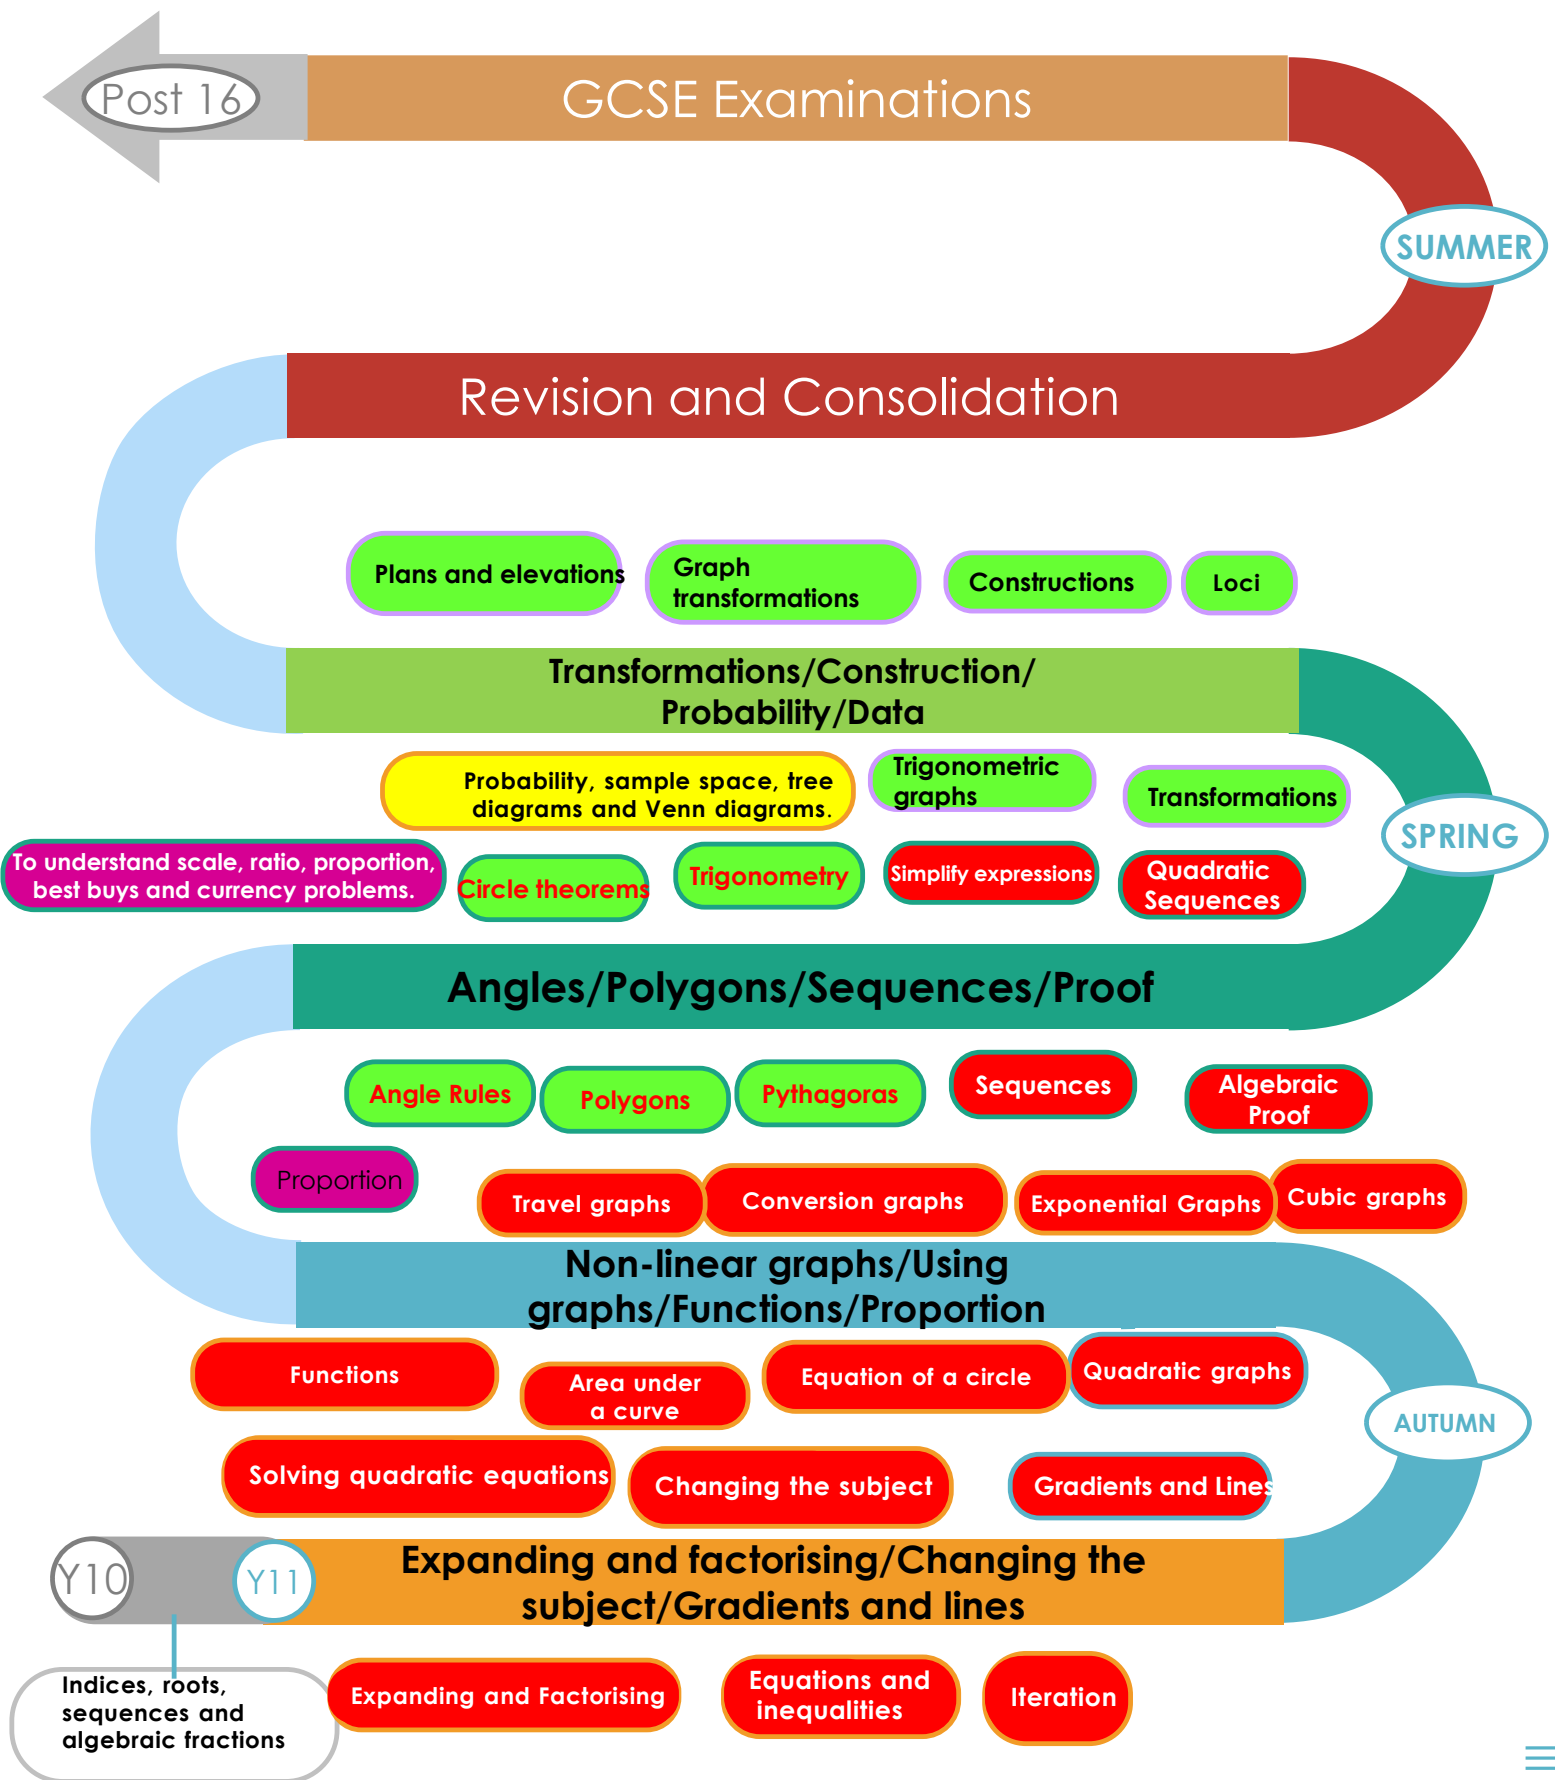 Post 16
GCSE Examinations
SUMMER
Revision and Consolidation
Plans and elevations
Graph
transformations
Constructions
Loci
Transformations/Construction/
Probability/Data
Probability, sample space, tree
diagrams and Venn diagrams.
Trigonometric
graphs
Transformations
SPRING
To understand scale, ratio, proportion,
best buys and currency problems.
Circle theorems
Trigonometry
Simplify expressions
Quadratic
Sequences
Angles/Polygons/Sequences/Proof
Angle Rules
Polygons
Pythagoras
Sequences
Algebraic
Proof
Proportion
Travel graphs
Conversion graphs
Exponential Graphs
Cubic graphs
Non-linear graphs/Using
graphs/Functions/Proportion
Functions
Area under
a curve
Equation of a circle
Quadratic graphs
AUTUMN
Solving quadratic equations
Changing the subject
Gradients and Lines
Y10
Y11
Expanding and factorising/Changing the
subject/Gradients and lines
Indices, roots,
sequences and
algebraic fractions
Expanding and Factorising
Equations and
inequalities
Iteration